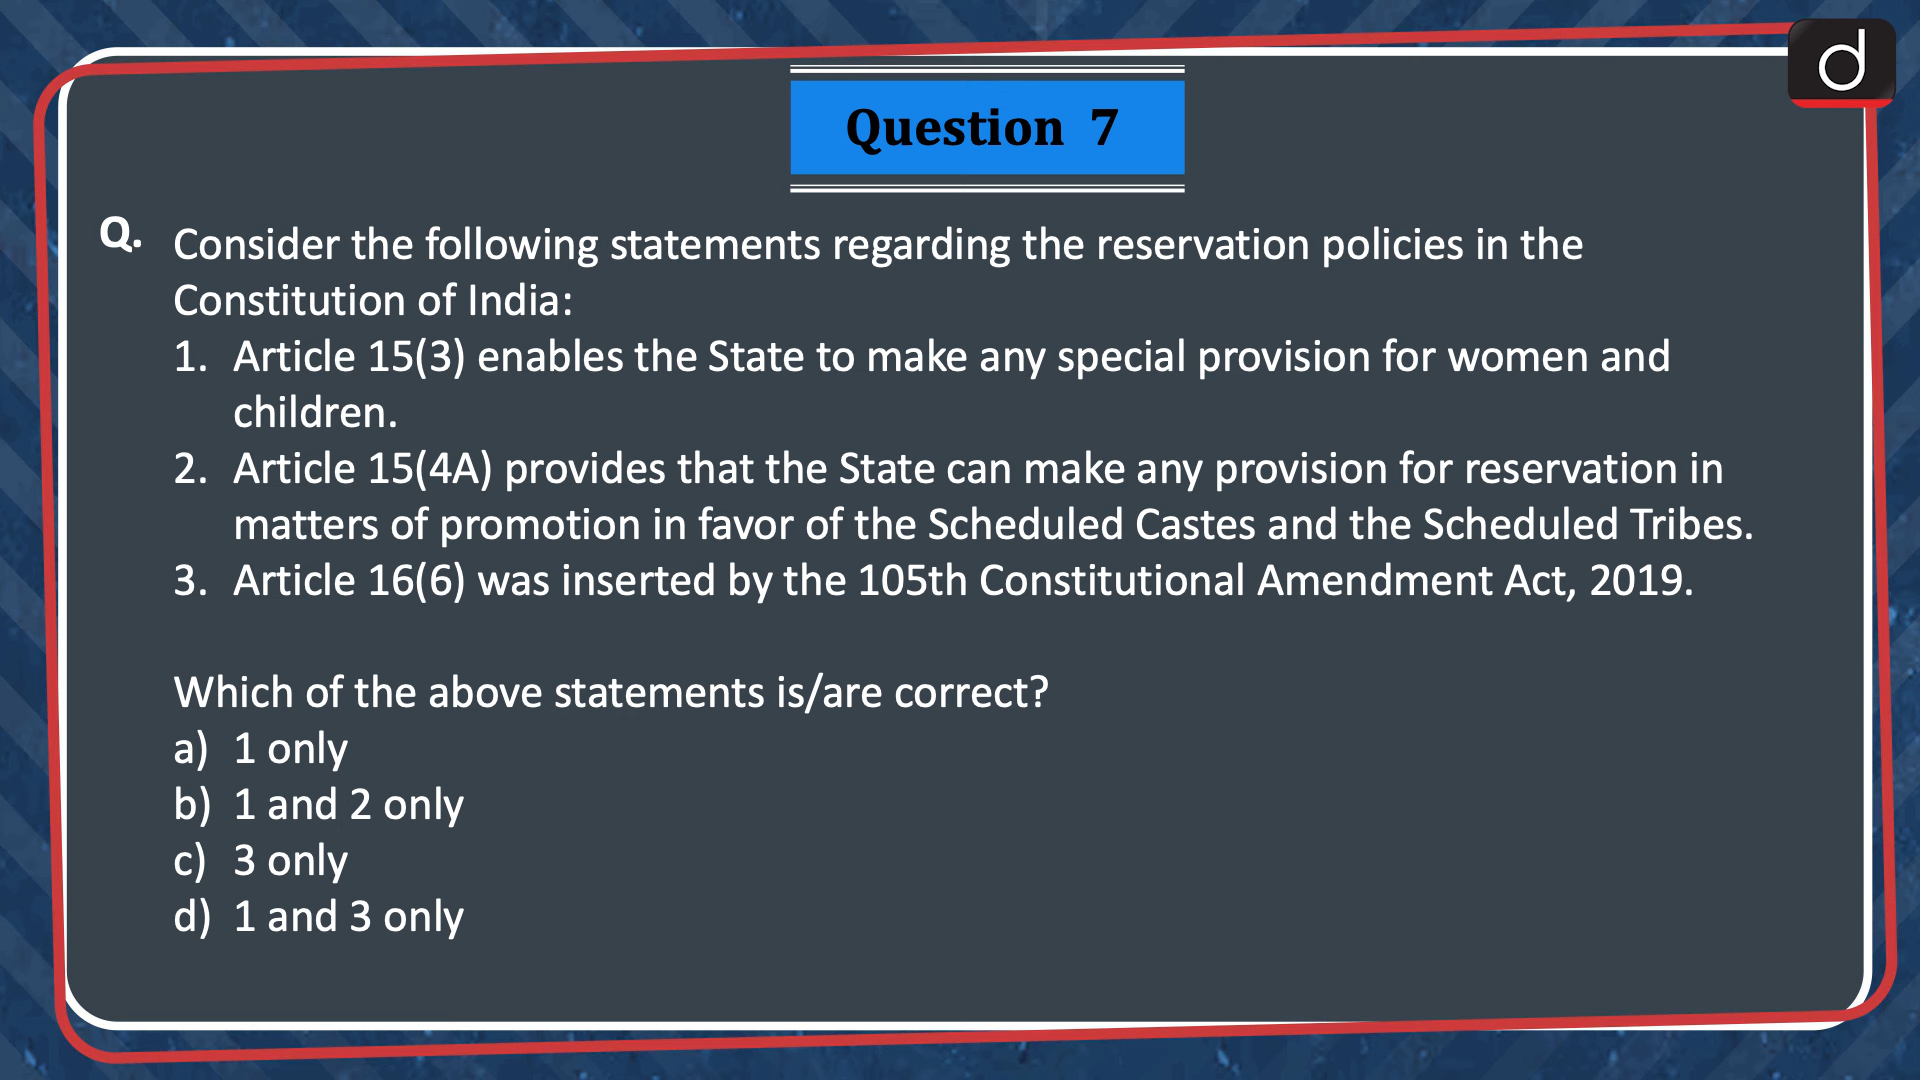 d
Question 7
Q. Consider the following statements regarding the reservation policies in the
Constitution of India:
1. Article 15(3) enables the State to make any special provision for women and
children.
2. Article 15(4A) provides that the State can make any provision for reservation in
matters of promotion in favor of the Scheduled Castes and the Scheduled Tribes.
3. Article 16(6) was inserted by the 105th Constitutional Amendment Act, 2019.
Which of the above statements is/are correct?
a) 1 only
b) 1 and 2 only
c) 3 only
d) 1 and 3 only